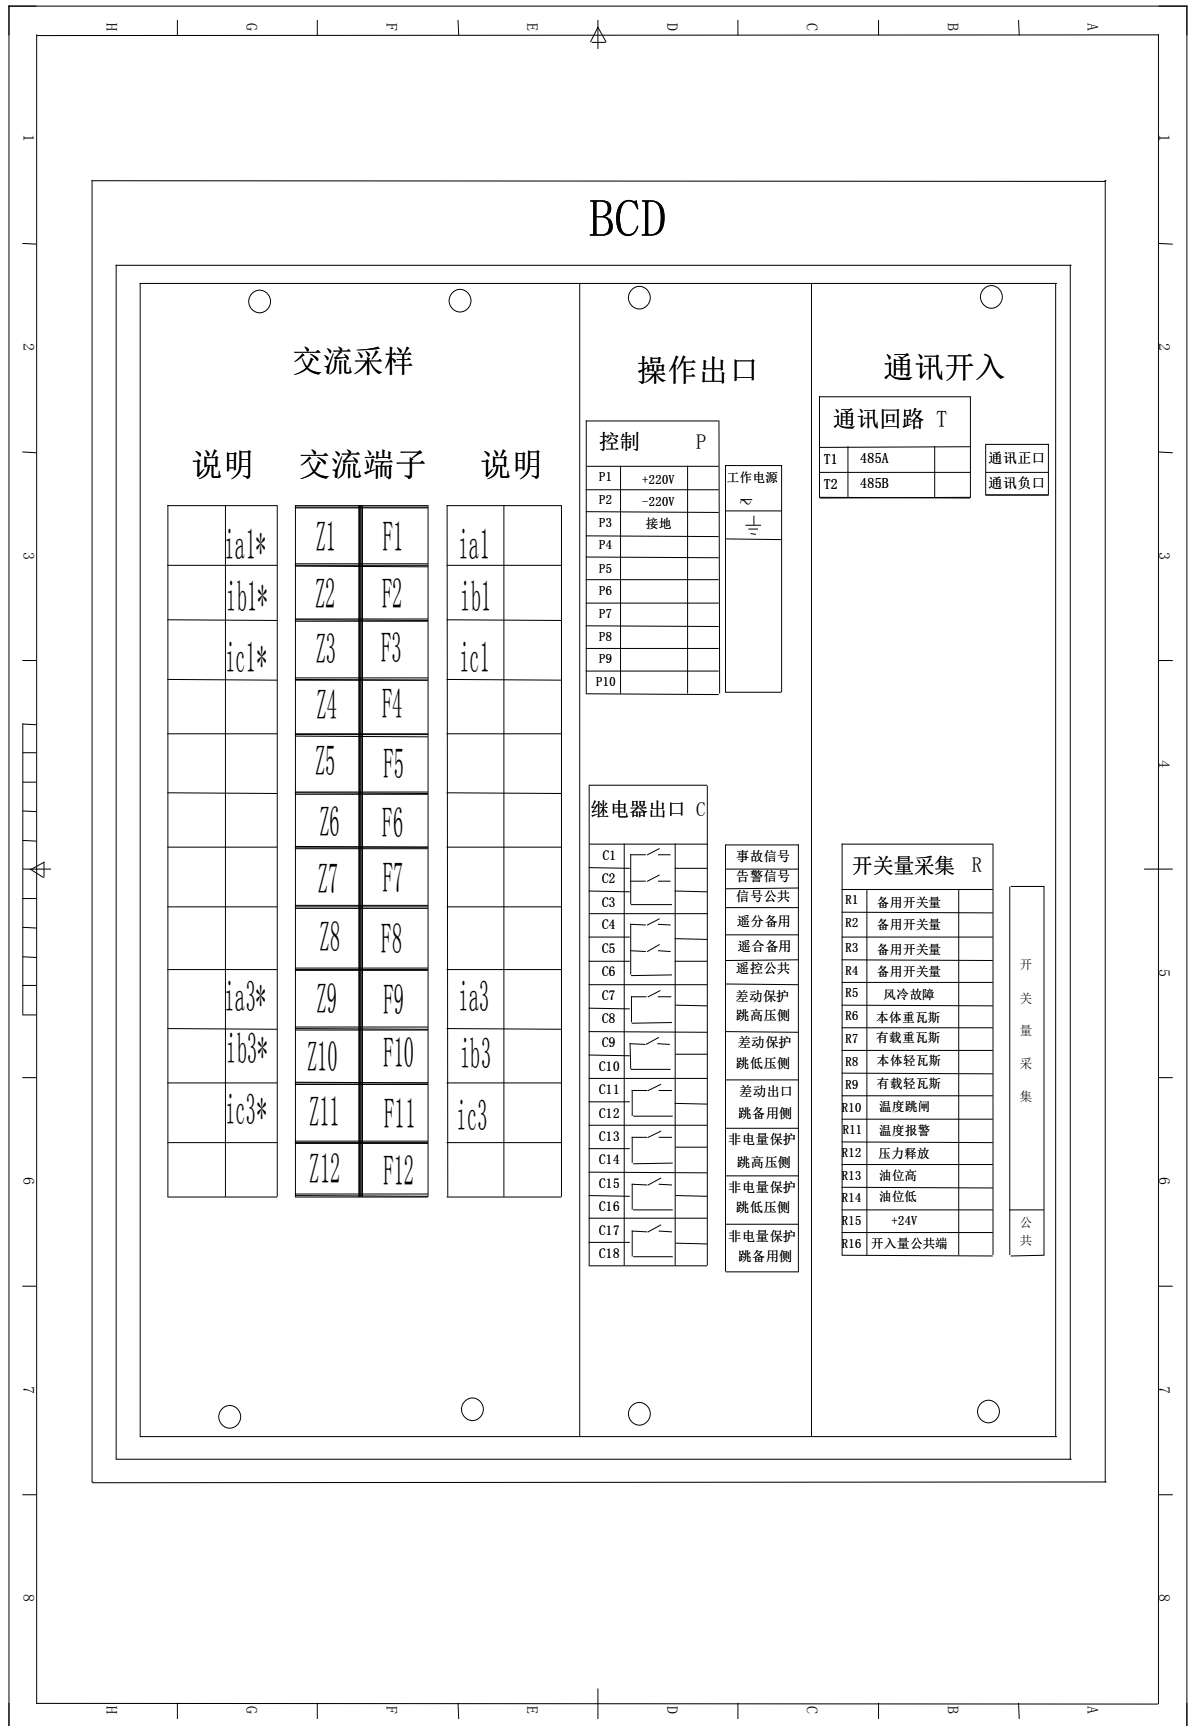 H G F E D C B A
1 1
BCD
2 2
交流采样
操作出口
通讯开入
通讯回路 T
T1 485A 通讯正口
T2 485B 通讯负口
控制 P
P1 +220V 工作电源
P2 -220V
P3 接地
P4
P5
P6
P7
P8
P9
P10
说明 交流端子 说明
ia1* Z1 F1 ia1
ib1* Z2 F2 ib1
ic1* Z3 F3 ic1
Z4 F4
Z5 F5
Z6 F6
Z7 F7
Z8 F8
ia3* Z9 F9 ia3
ib3* Z10 F10 ib3
ic3* Z11 F11 ic3
Z12 F12
3 3
4 4
继电器出口 C
C1 事故信号
C2 告警信号
C3 信号公共
C4 遥分备用
C5 遥合备用
C6 遥控公共
C7 差动保护
C8 跳高压侧
C9 差动保护
C10 跳低压侧
C11 差动出口
C12 跳备用侧
C13 非电量保护
C14 跳高压侧
C15 非电量保护
C16 跳低压侧
C17 非电量保护
C18 跳备用侧
开关量采集 R
R1 备用开关量
R2 备用开关量
R3 备用开关量
R4 备用开关量
R5 风冷故障
R6 本体重瓦斯
R7 有载重瓦斯
R8 本体轻瓦斯
R9 有载轻瓦斯
R10 温度跳闸
R11 温度报警
R12 压力释放
R13 油位高
R14 油位低
R15 +24V
R16 开入量公共端
开关量采集
公共
5 5
6 6
7 7
8 8
H G F E D C B A